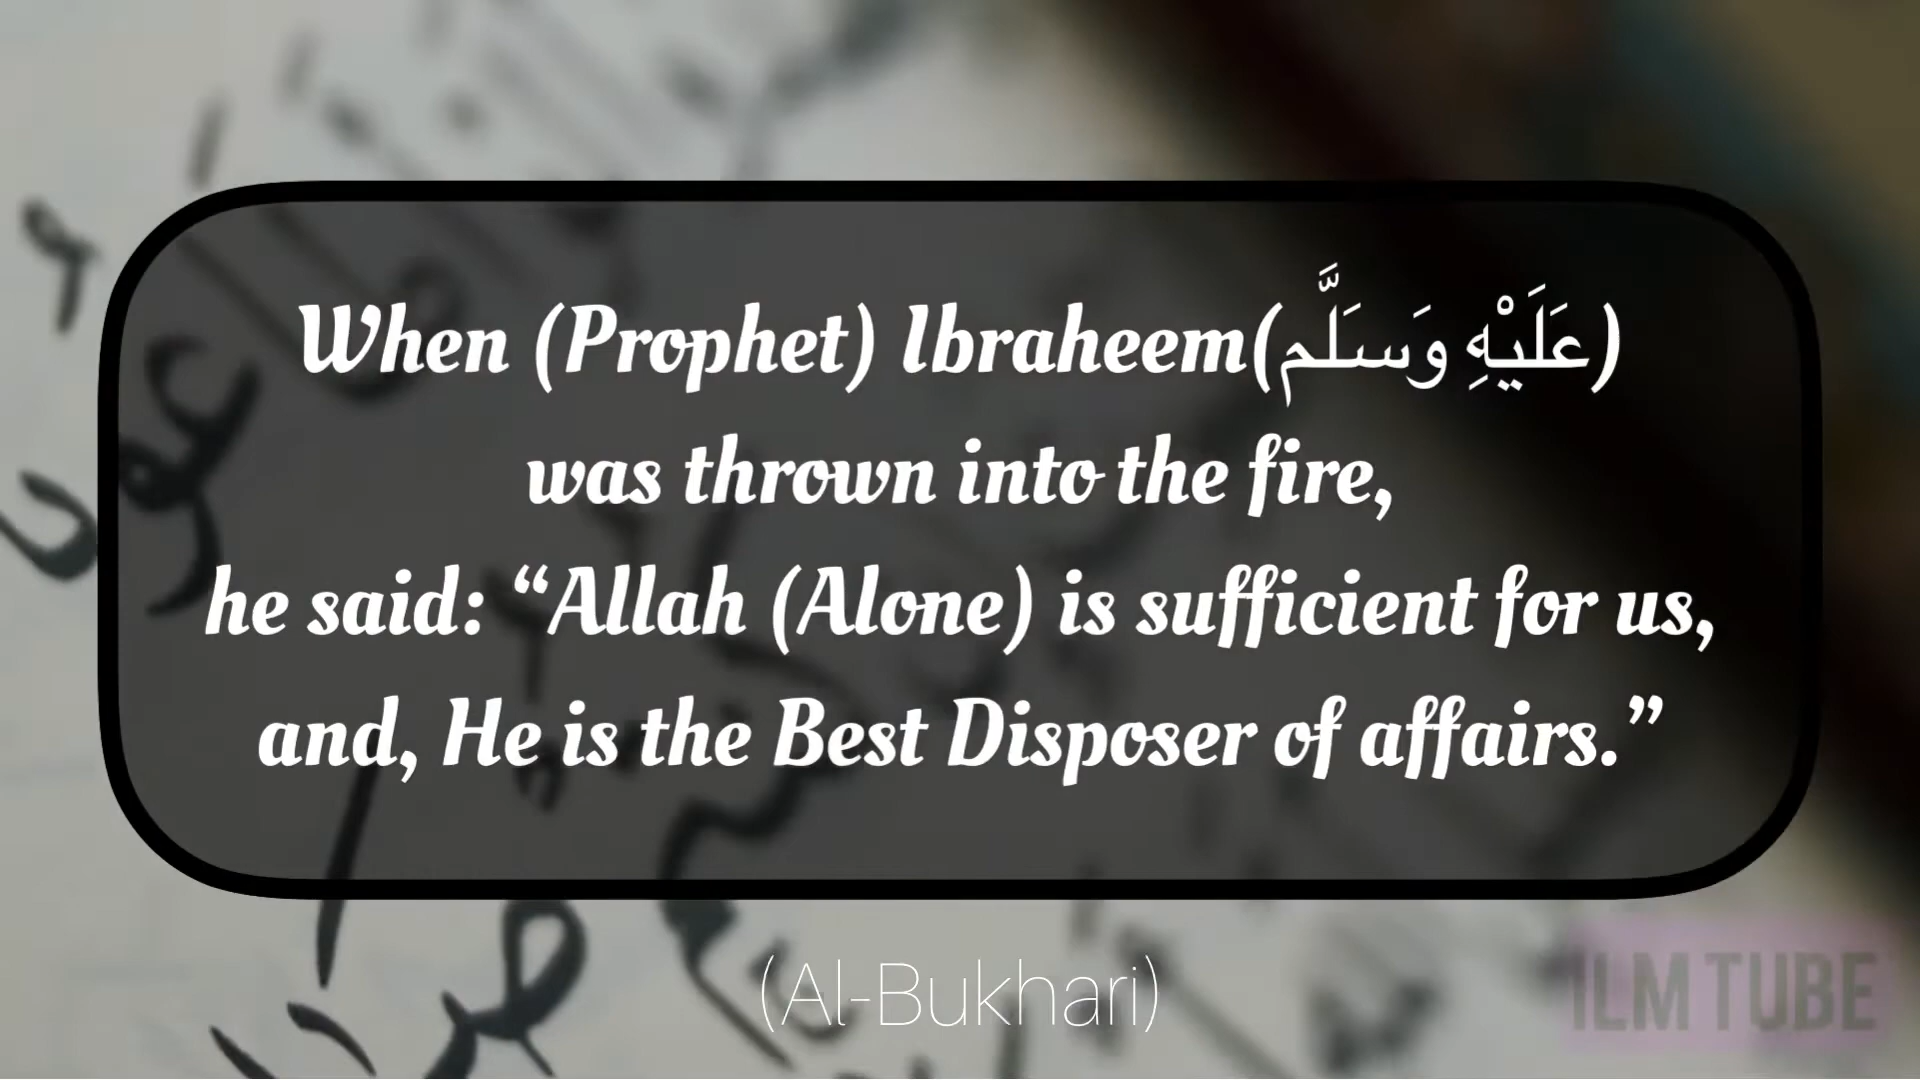 When (Prophet) Ibraheem(عَلَيْهِ وَسَلَّم)
was thrown into the fire,
he said: “Allah (Alone) is sufficient for us,
and, He is the Best Disposer of affairs.”
(Al-Bukhari)
ILM TUBE